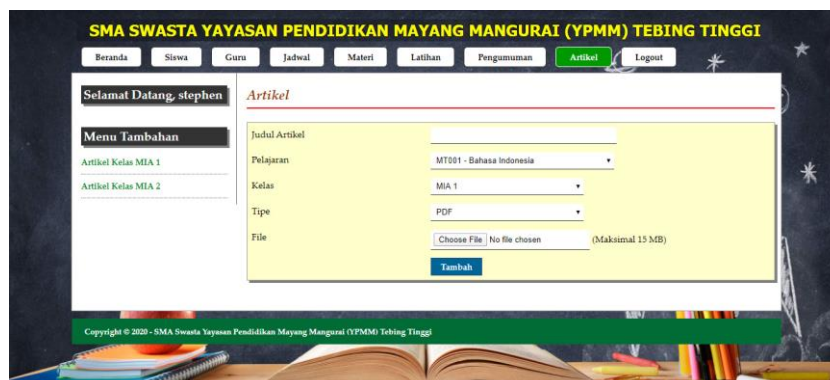 SMA SWASTA YAYASAN PENDIDIKAN MAYANG MANGURAI (YPMM) TEBING TINGGI
Beranda Siswa Guru Jadwal Materi Latihan Pengumuman Artikel Logout
Selamat Datang, stephen
Artikel
Menu Tambahan
Artikel Kelas MIA 1
Artikel Kelas MIA 2
Judul Artikel
Pelajaran MT001 - Bahasa Indonesia
Kelas MIA 1
Tipe PDF
File Choose File No file chosen (Maksimal 15 MB)
Tambah
Copyright © 2020 - SMA Swasta Yayasan Pendidikan Mayang Mangurai (YPMM) Tebing Tinggi